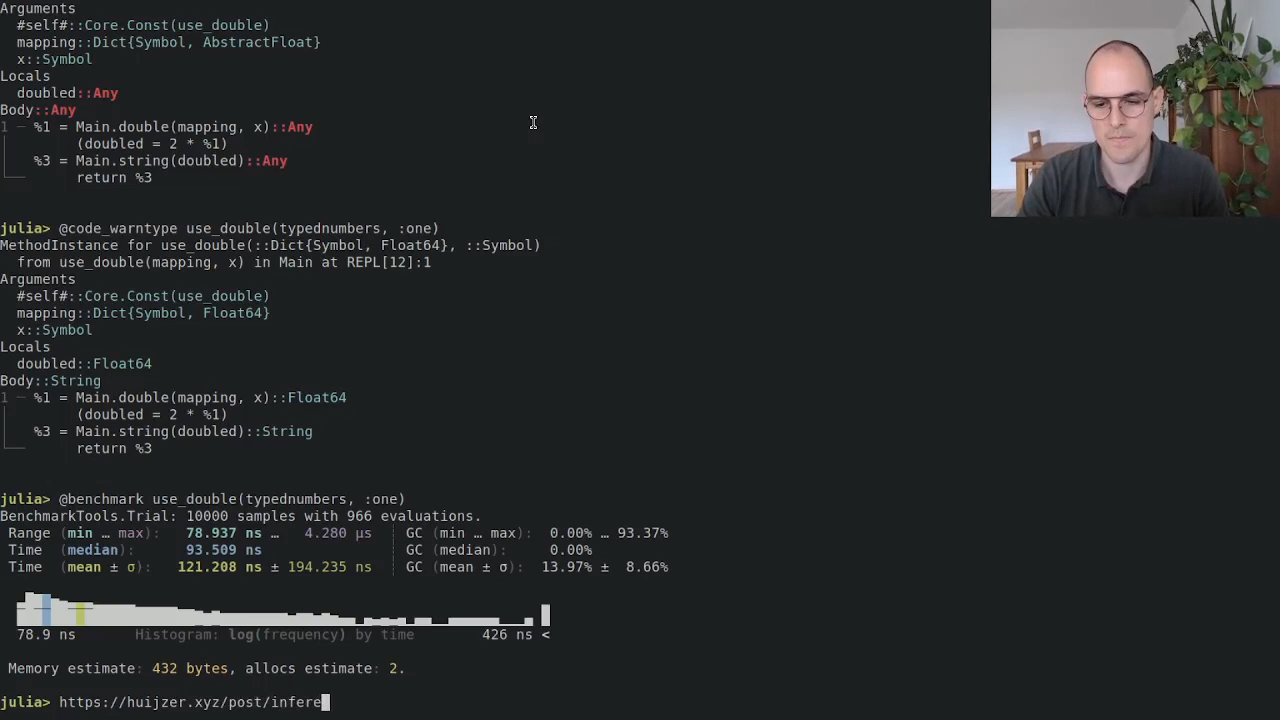 Arguments
#self#::Core.Const(use_double)
mapping::Dict{Symbol, AbstractFloat}
x::Symbol
Locals
doubled::Any
Body::Any
1 ─ %1 = Main.double(mapping, x)::Any
│ (doubled = 2 * %1)
│ %3 = Main.string(doubled)::Any
└── return %3
julia> @code_warntype use_double(typednumbers, :one)
MethodInstance for use_double(::Dict{Symbol, Float64}, ::Symbol)
from use_double(mapping, x) in Main at REPL[12]:1
Arguments
#self#::Core.Const(use_double)
mapping::Dict{Symbol, Float64}
x::Symbol
Locals
doubled::Float64
Body::String
1 ─ %1 = Main.double(mapping, x)::Float64
│ (doubled = 2 * %1)
│ %3 = Main.string(doubled)::String
└── return %3
julia> @benchmark use_double(typednumbers, :one)
BenchmarkTools.Trial: 10000 samples with 966 evaluations.
Range (min … max): 78.937 ns … 4.280 μs ┊ GC (min … max): 0.00% … 93.37%
Time (median): 93.509 ns ┊ GC (median): 0.00%
Time (mean ± σ): 121.208 ns ± 194.235 ns ┊ GC (mean ± σ): 13.97% ± 8.66%
78.9 ns Histogram: log(frequency) by time 426 ns <
Memory estimate: 432 bytes, allocs estimate: 2.
julia> https://huijzer.xyz/post/infere